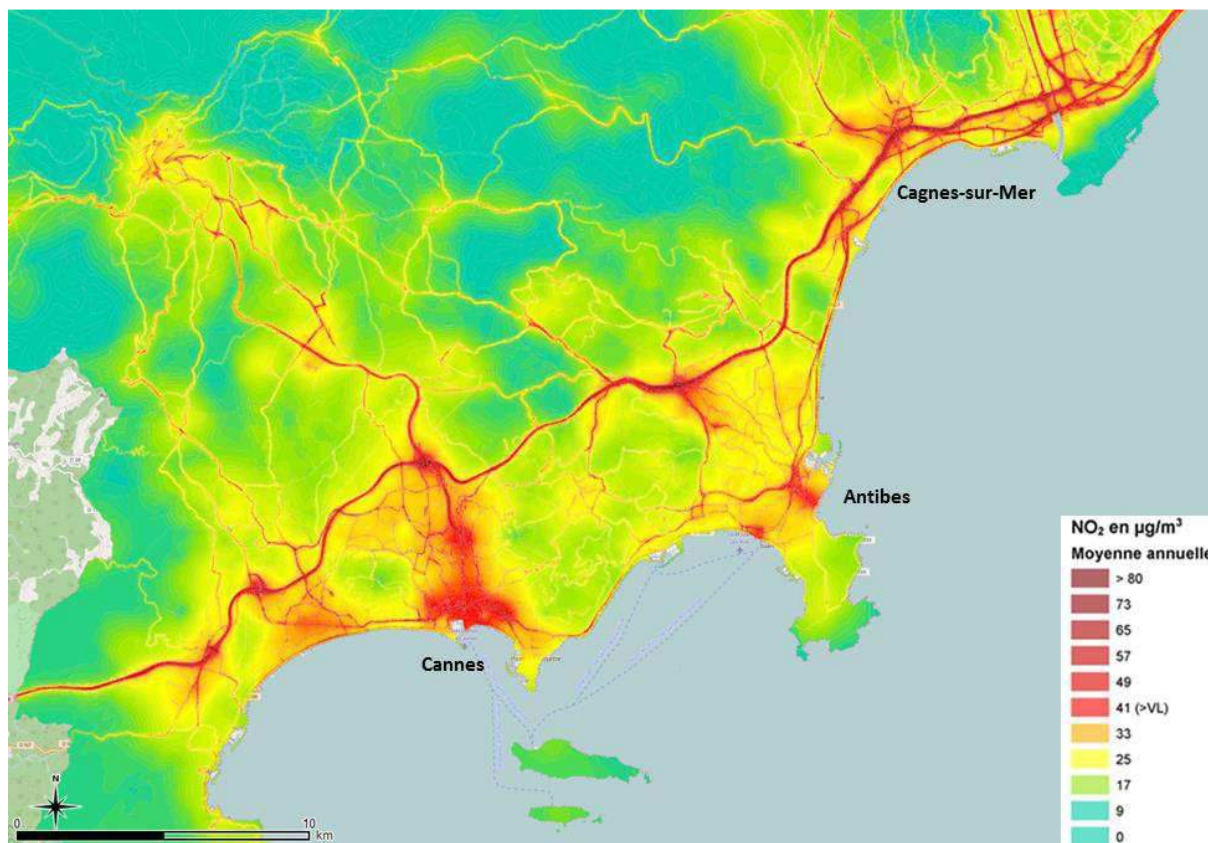 Cagnes-sur-Mer
Antibes
Cannes
NO₂ en µg/m³
Moyenne annuelle
> 80
73
65
57
49
41 (>VL)
33
25
17
9
0
N
0
10
km